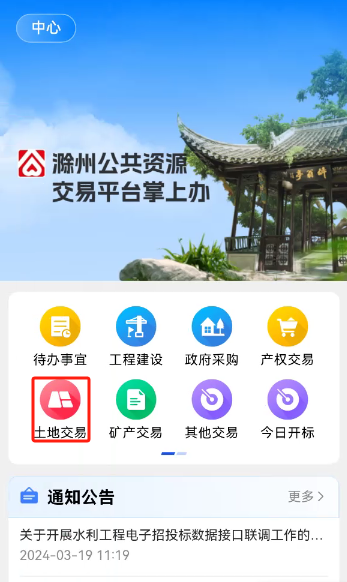 中心
滁州公共资源
交易平台掌上办
待办事宜 工程建设 政府采购 产权交易
土地交易 矿产交易 其他交易 今日开标
通知公告 更多
关于开展水利工程电子招投标数据接口联调工作的...
2024-03-19 11:19